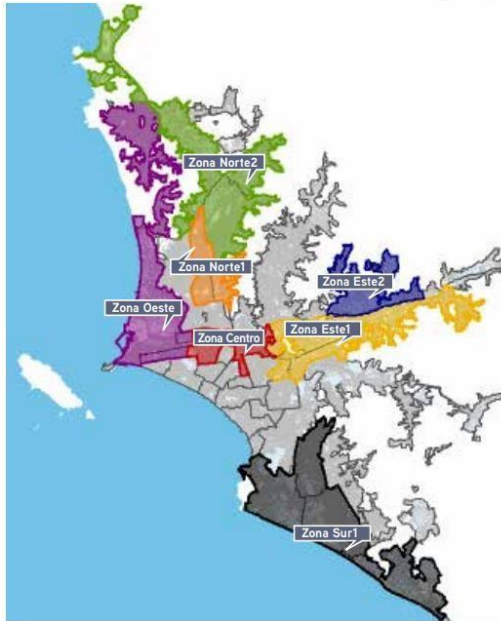 Zona Norte2
Zona Norte1
Zona Este2
Zona Oeste
Zona Centro
Zona Este1
Zona Sur1